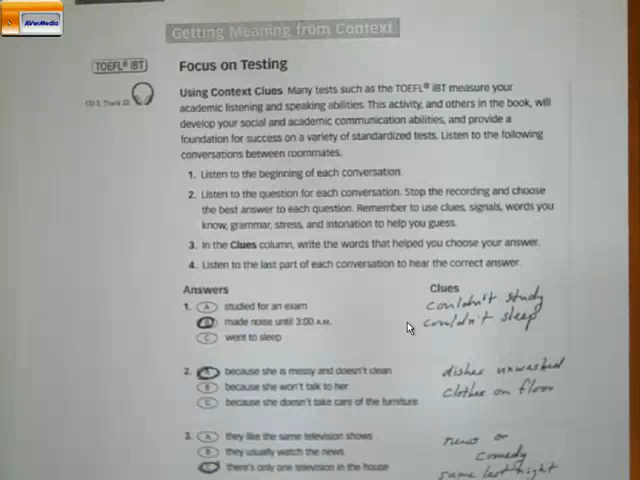 AVerMedia
Getting Meaning from Context
TOEFL® iBT
Focus on Testing
CD 3, Track 22
Using Context Clues Many tests such as the TOEFL® iBT measure your
academic listening and speaking abilities. This activity, and others in the book, will
develop your social and academic communication abilities, and provide a
foundation for success on a variety of standardized tests. Listen to the following
conversations between roommates.
1. Listen to the beginning of each conversation.
2. Listen to the question for each conversation. Stop the recording and choose
the best answer to each question. Remember to use clues, signals, words you
know, grammar, stress, and intonation to help you guess.
3. In the Clues column, write the words that helped you choose your answer.
4. Listen to the last part of each conversation to hear the correct answer.
Answers
Clues
1. A studied for an exam
couldn't study
B made noise until 3:00 A.M.
couldn't sleep
C went to sleep
2. A because she is messy and doesn't clean
dishes unwashed
B because she won't talk to her
clothes on floor
C because she doesn't take care of the furniture
3. A they like the same television shows
news or
B they usually watch the news
comedy
C there's only one television in the house
same last night